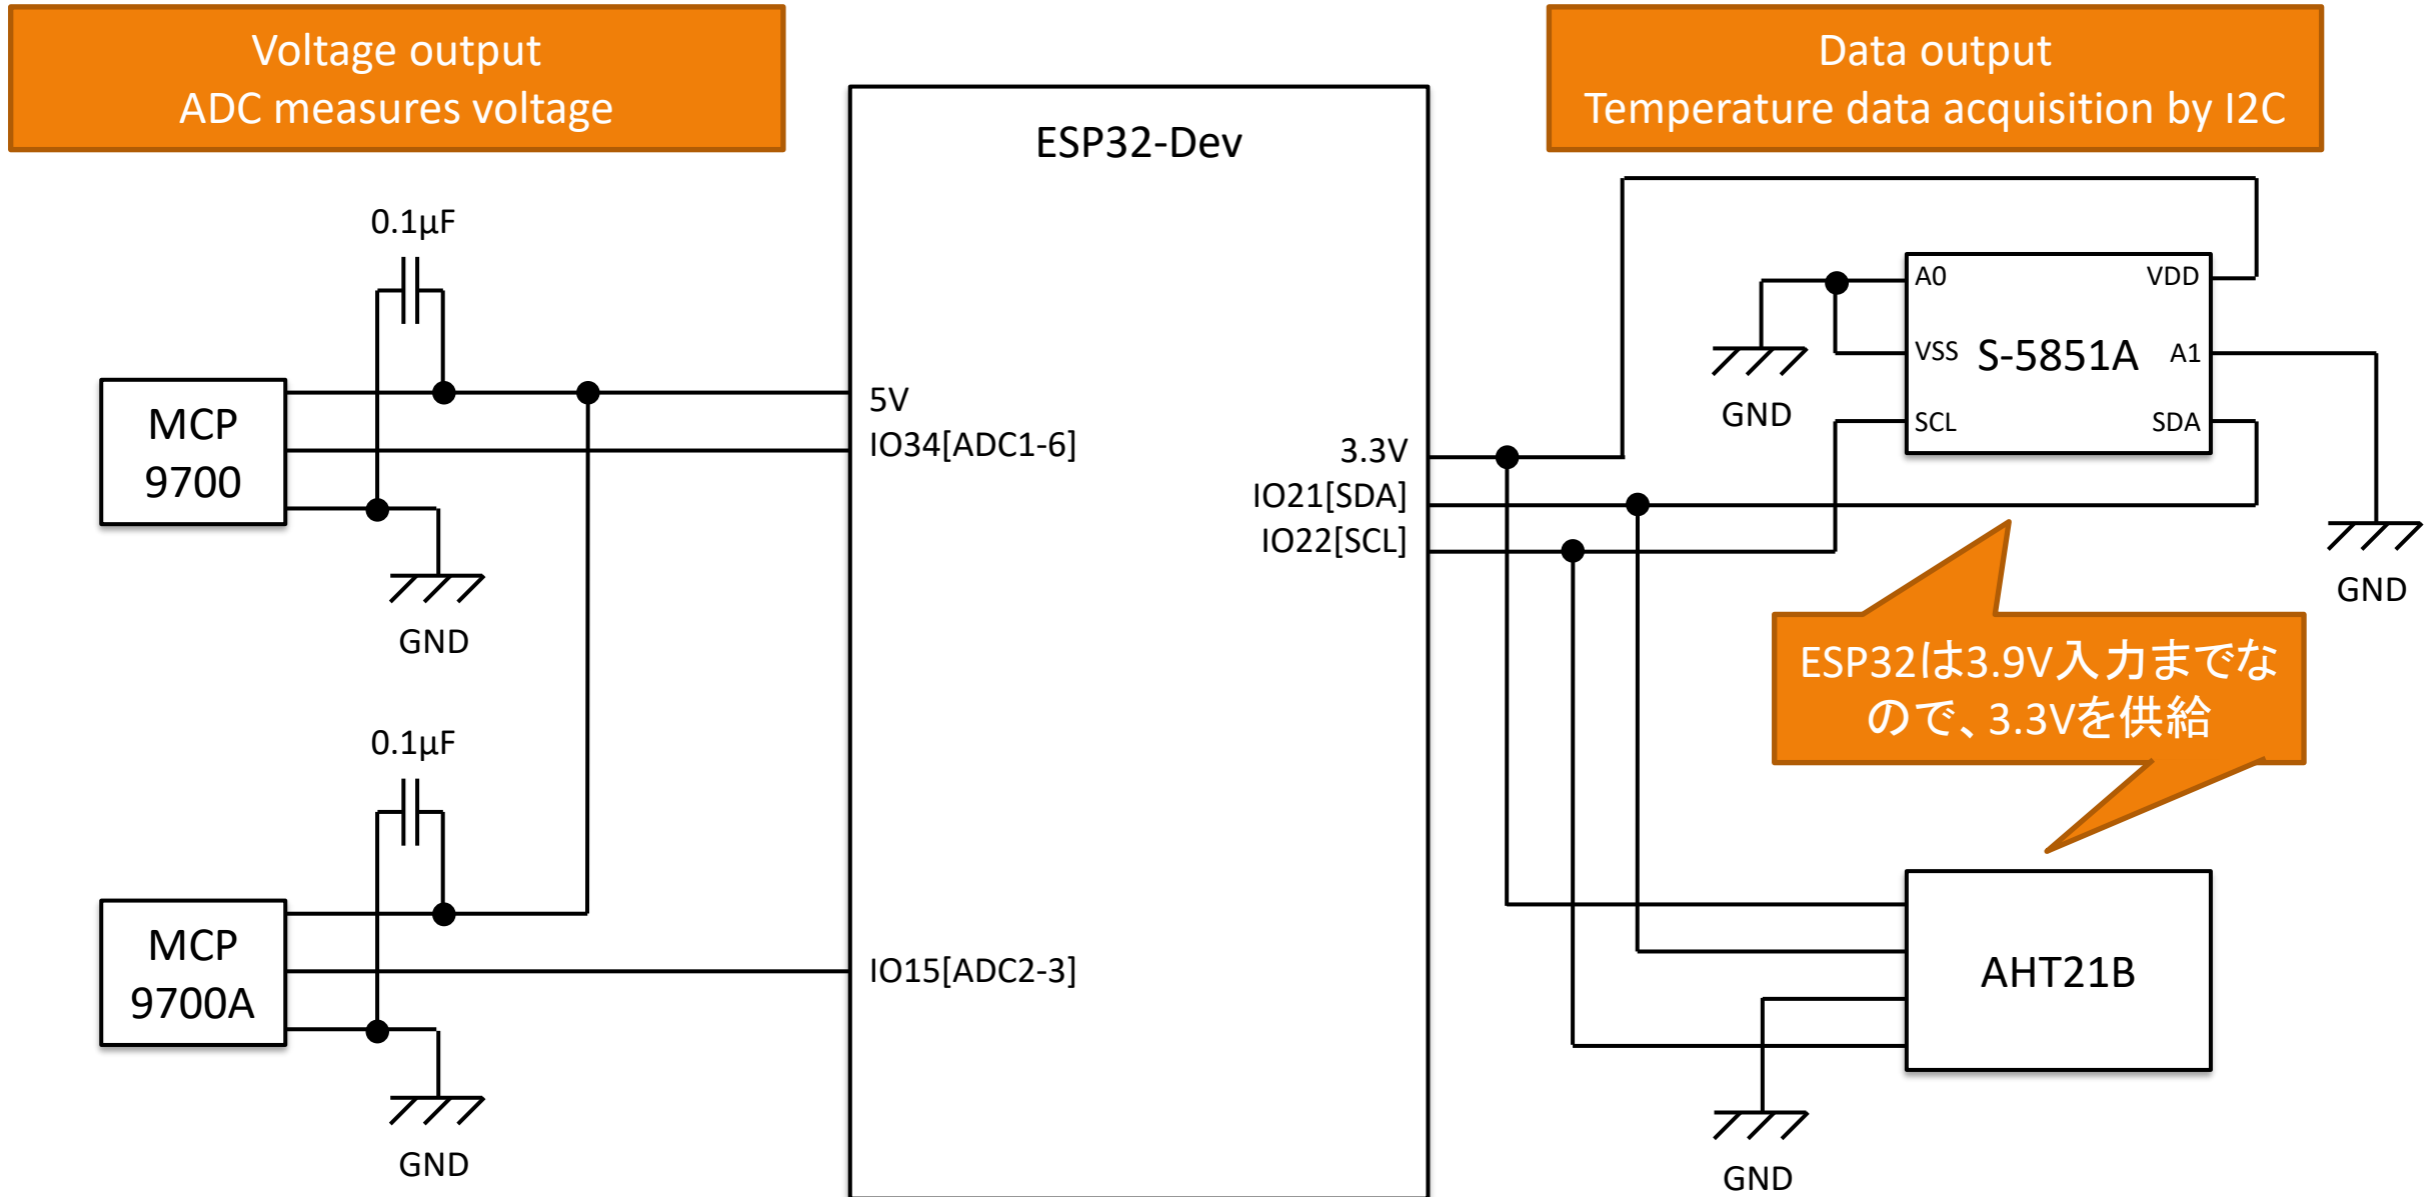 Voltage output
ADC measures voltage
Data output
Temperature data acquisition by I2C
ESP32-Dev
0.1μF
MCP
9700
GND
5V
IO34[ADC1-6]
0.1μF
MCP
9700A
GND
IO15[ADC2-3]
3.3V
IO21[SDA]
IO22[SCL]
A0
VDD
VSS
S-5851A
A1
SCL
SDA
GND
GND
ESP32は3.9V入力までな
ので、3.3Vを供給
AHT21B
GND